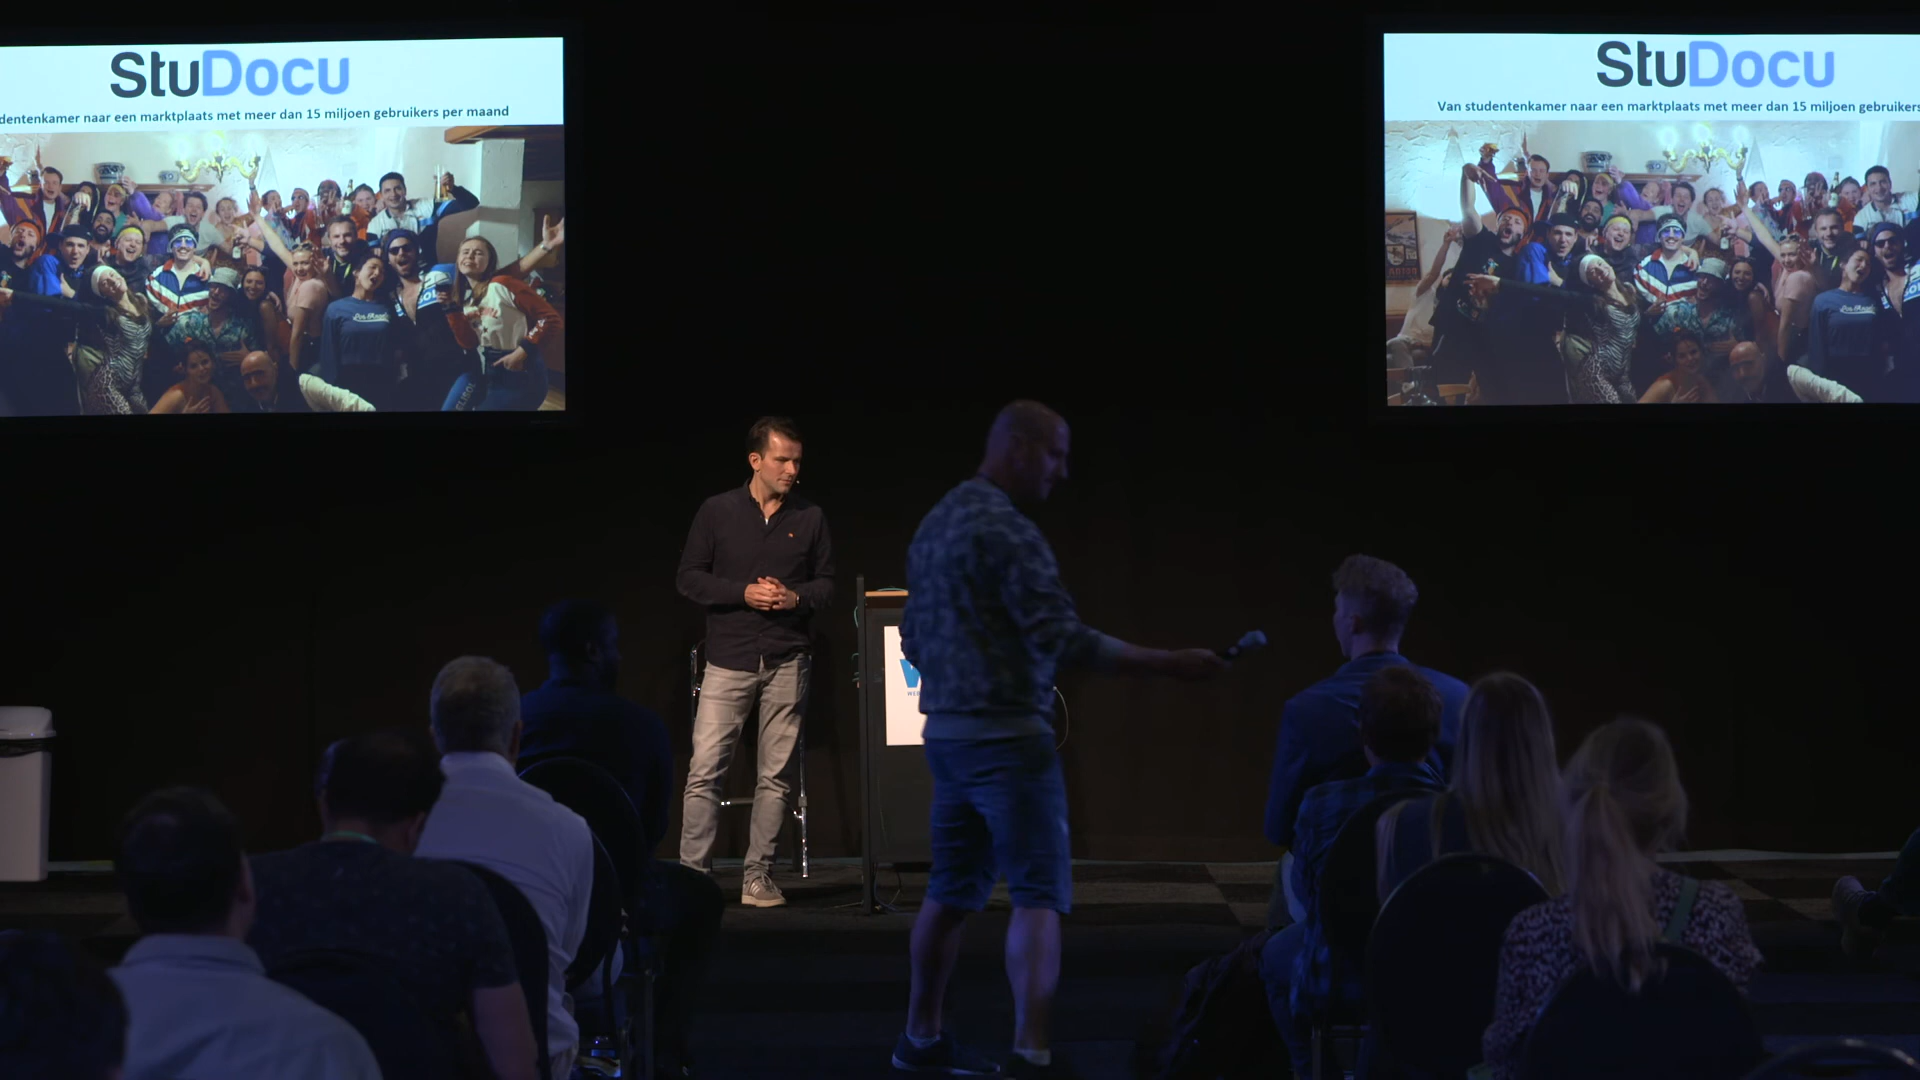 StuDocu
dentenkamer naar een marktplaats met meer dan 15 miljoen gebruikers per maand
StuDocu
Van studentenkamer naar een marktplaats met meer dan 15 miljoen gebruikers